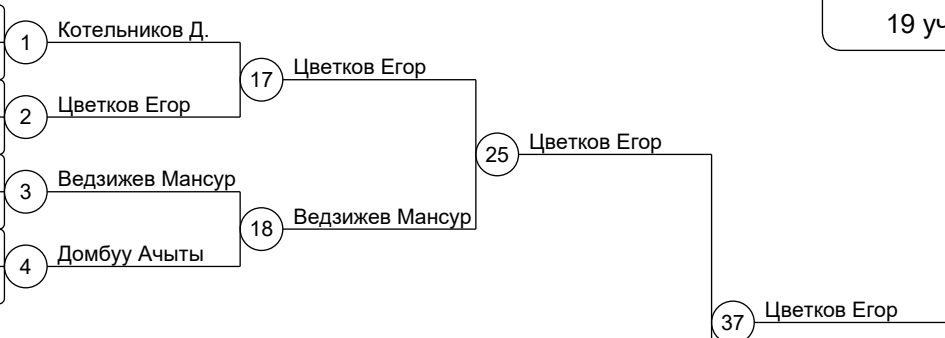 19 уч
1 Котельников Д.
17 Цветков Егор
2 Цветков Егор
25 Цветков Егор
3 Ведзижев Мансур
18 Ведзижев Мансур
4 Домбуу Ачыты
37 Цветков Егор